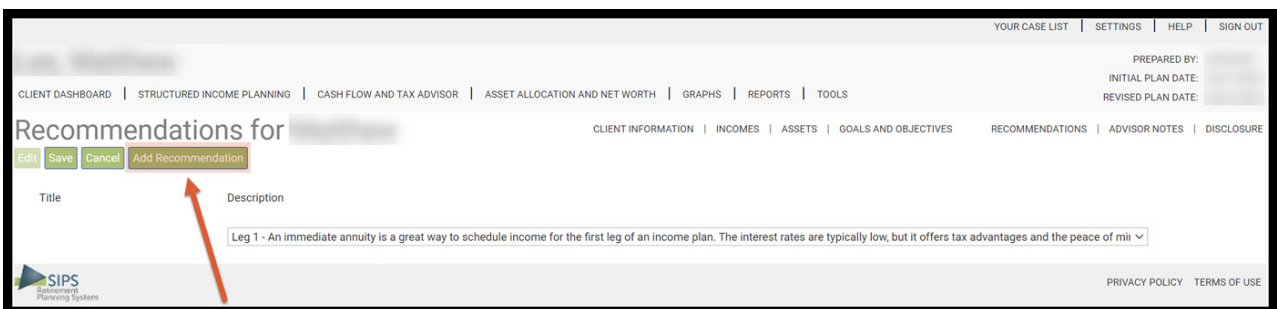 YOUR CASE LIST | SETTINGS | HELP | SIGN OUT
PREPARED BY:
INITIAL PLAN DATE:
CLIENT DASHBOARD | STRUCTURED INCOME PLANNING | CASH FLOW AND TAX ADVISOR | ASSET ALLOCATION AND NET WORTH | GRAPHS | REPORTS | TOOLS
REVISED PLAN DATE:
Recommendations for
CLIENT INFORMATION | INCOMES | ASSETS | GOALS AND OBJECTIVES RECOMMENDATIONS | ADVISOR NOTES | DISCLOSURE
Edit Save Cancel Add Recommendation
Title Description
Leg 1 - An immediate annuity is a great way to schedule income for the first leg of an income plan. The interest rates are typically low, but it offers tax advantages and the peace of mi
SIPS
Retirement
Planning System
PRIVACY POLICY TERMS OF USE